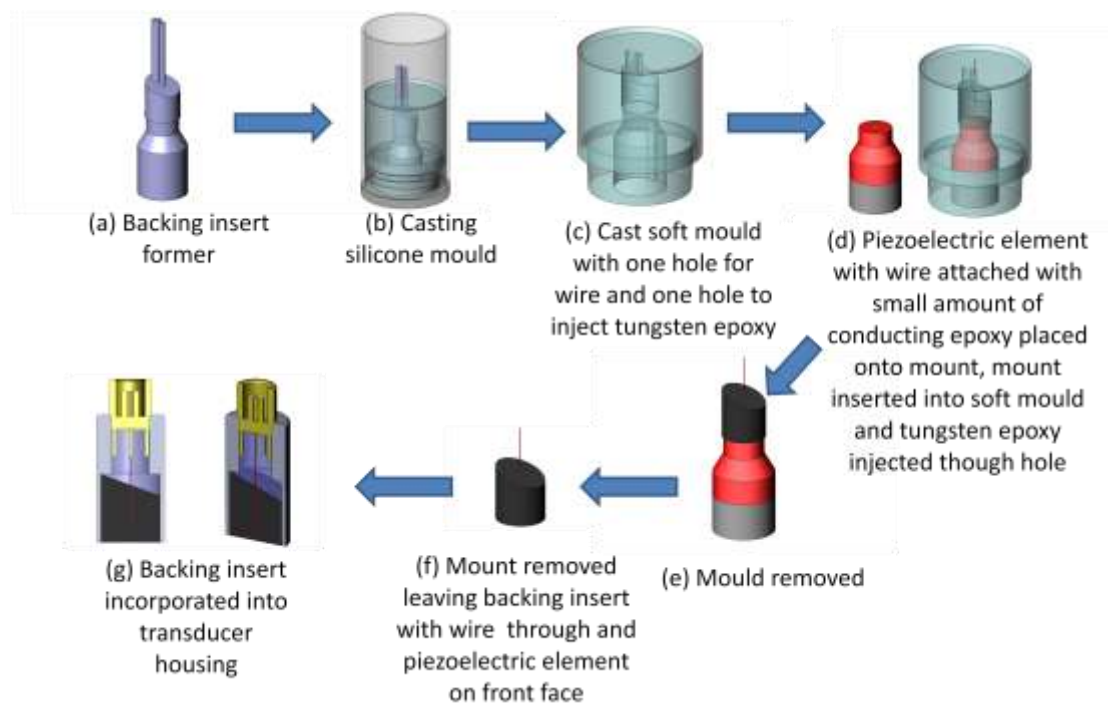 (a) Backing insert
former
(b) Casting
silicone mould
(c) Cast soft mould
with one hole for
wire and one hole to
inject tungsten epoxy
(d) Piezoelectric element
with wire attached with
small amount of
conducting epoxy placed
onto mount, mount
inserted into soft mould
and tungsten epoxy
injected though hole
(e) Mould removed
(f) Mount removed
leaving backing insert
with wire through and
piezoelectric element
on front face
(g) Backing insert
incorporated into
transducer
housing